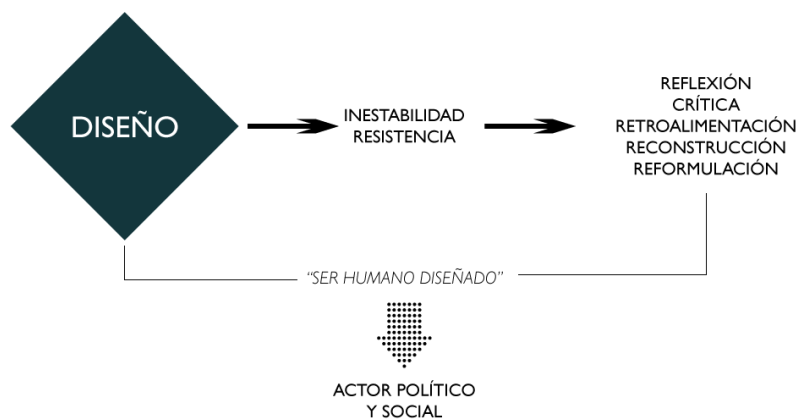 DISEÑO
INESTABILIDAD
RESISTENCIA
REFLEXIÓN
CRÍTICA
RETROALIMENTACIÓN
RECONSTRUCCIÓN
REFORMULACIÓN
“SER HUMANO DISEÑADO”
ACTOR POLÍTICO
Y SOCIAL